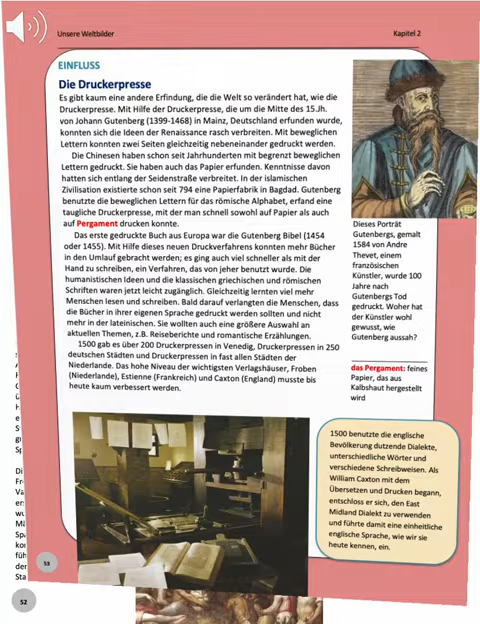 Unsere Weltbilder
Kapitel 2
EINFLUSS
Die Druckerpresse
Es gibt kaum eine andere Erfindung, die die Welt so verändert hat, wie die
Druckerpresse. Mit Hilfe der Druckerpresse, die um die Mitte des 15.Jh.
von Johann Gutenberg (1399-1468) in Mainz, Deutschland erfunden wurde,
konnten sich die Ideen der Renaissance rasch verbreiten. Mit beweglichen
Lettern konnten zwei Seiten gleichzeitig nebeneinander gedruckt werden.
Die Chinesen haben schon seit Jahrhunderten mit begrenzt beweglichen
Lettern gedruckt. Sie haben auch das Papier erfunden. Kenntnisse davon
hatten sich entlang der Seidenstraße verbreitet. In der islamischen
Zivilisation existierte schon seit 794 eine Papierfabrik in Bagdad. Gutenberg
benutzte die beweglichen Lettern für das römische Alphabet, erfand eine
taugliche Druckerpresse, mit der man schnell sowohl auf Papier als auch
auf Pergament drucken konnte.
Das erste gedruckte Buch aus Europa war die Gutenberg Bibel (1454
oder 1455). Mit Hilfe dieses neuen Druckverfahrens konnten mehr Bücher
in den Umlauf gebracht werden; es ging auch viel schneller als mit der
Hand zu schreiben, ein Verfahren, das von jeher benutzt wurde. Die
humanistischen Ideen und die klassischen griechischen und römischen
Schriften waren jetzt leicht zugänglich. Gleichzeitig lernten viel mehr
Menschen lesen und schreiben. Bald darauf verlangten die Menschen, dass
die Bücher in ihrer eigenen Sprache gedruckt werden sollten und nicht
mehr in der lateinischen. Sie wollten auch eine größere Auswahl an
aktuellen Themen, z.B. Reiseberichte und romantische Erzählungen.
1500 gab es über 200 Druckerpressen in Venedig, Druckerpressen in 250
deutschen Städten und Druckerpressen in fast allen Städten der
Niederlande. Das hohe Niveau der wichtigsten Verlagshäuser, Froben
(Niederlande), Estienne (Frankreich) und Caxton (England) musste bis
heute kaum verbessert werden.
Dieses Porträt
Gutenbergs, gemalt
1584 von Andre
Thevet, einem
französischen
Künstler, wurde 100
Jahre nach
Gutenbergs Tod
gedruckt. Woher hat
der Künstler wohl
gewusst, wie
Gutenberg aussah?
das Pergament: feines
Papier, das aus
Kalbshaut hergestellt
wird
1500 benutzte die englische
Bevölkerung dutzende Dialekte,
unterschiedliche Wörter und
verschiedene Schreibweisen. Als
William Caxton mit dem
Übersetzen und Drucken begann,
entschloss er sich, den East
Midland Dialekt zu verwenden
und führte damit eine einheitliche
englische Sprache, wie wir sie
heute kennen, ein.
53
52